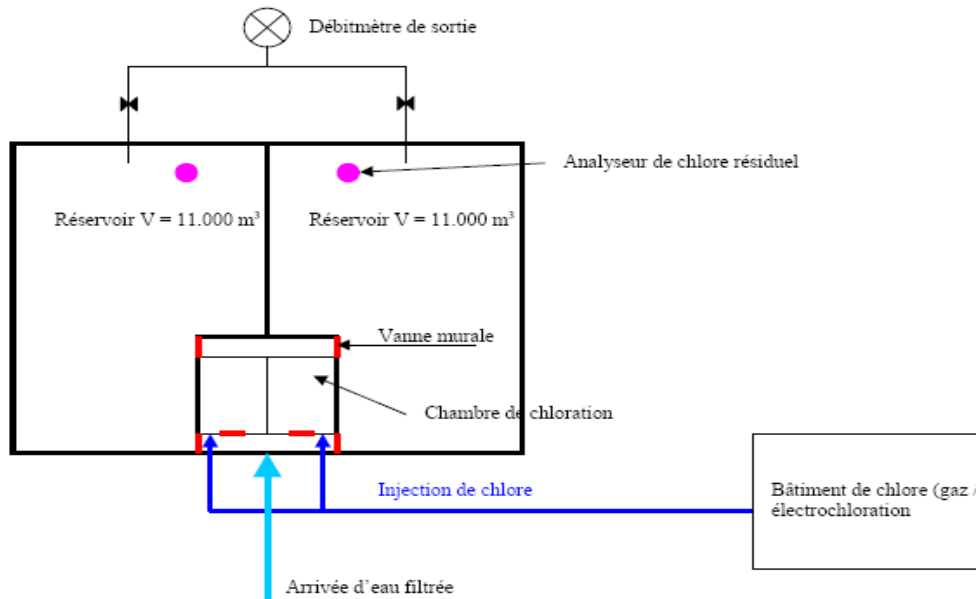 Débitmètre de sortie
Analyseur de chlore résiduel
Réservoir V = 11.000 m³
Réservoir V = 11.000 m³
Vanne murale
Chambre de chloration
Injection de chlore
Bâtiment de chlore (gaz /
électrochloration
Arrivée d'eau filtrée